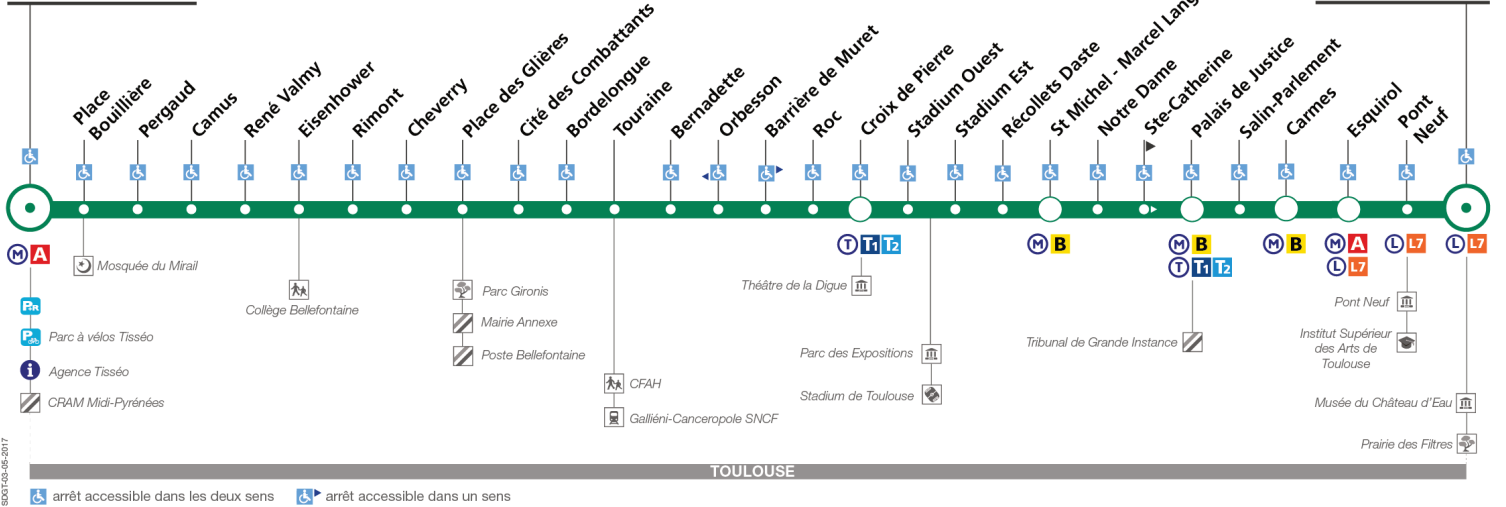 Place
Bouillière
Pergaud
Camus
René Valmy
Eisenhower
Rimont
Cheverry
Place des Glières
Cité des Combattants
Bordelongue
Touraine
Bernadette
Orbesson
Barrière de Muret
Roc
Croix de Pierre
Stadium Ouest
Stadium Est
Récollets Daste
St Michel - Marcel Lang
Notre Dame
Ste-Catherine
Palais de Justice
Salin-Parlement
Carmes
Esquirol
Pont
Neuf
M A
T T1 T2
M B
M B
T T1 T2
M B
M A
L L7
L L7
L L7
Mosquée du Mirail
Collège Bellefontaine
Parc Gironis
Mairie Annexe
Poste Bellefontaine
CFAH
Galliéni-Canceropole SNCF
Théâtre de la Digue
Parc des Expositions
Stadium de Toulouse
Tribunal de Grande Instance
Pont Neuf
Institut Supérieur
des Arts de
Toulouse
Musée du Château d'Eau
Prairie des Filtres
P+R
P
Parc à vélos Tisséo
i
Agence Tisséo
CRAM Midi-Pyrénées
TOULOUSE
SDGT-03-05-2017
arrêt accessible dans les deux sens
arrêt accessible dans un sens